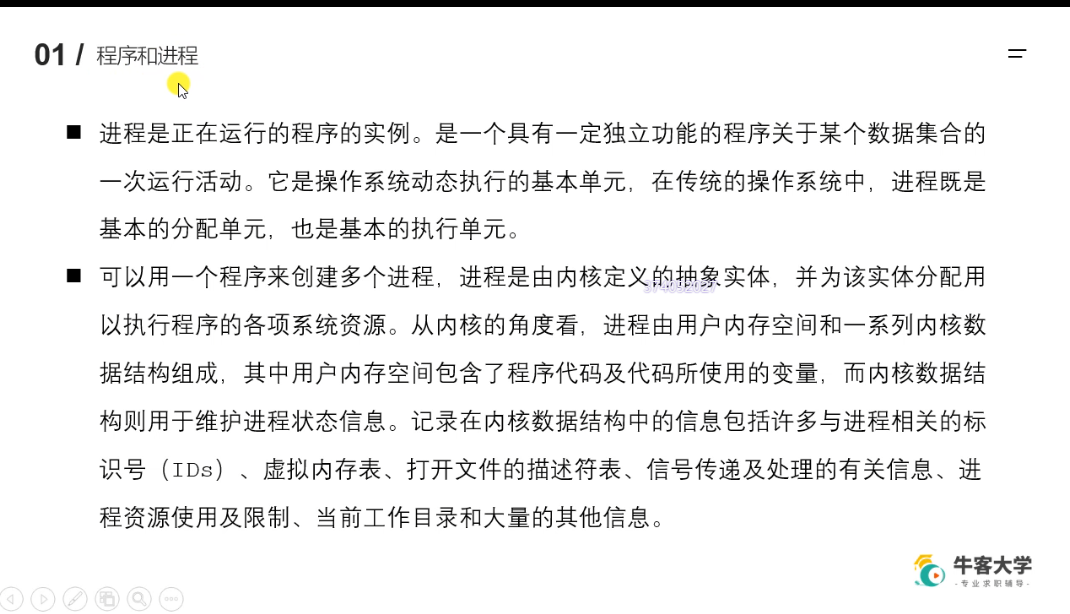 01 / 程序和进程
■ 进程是正在运行的程序的实例。是一个具有一定独立功能的程序关于某个数据集合的
一次运行活动。它是操作系统动态执行的基本单元，在传统的操作系统中，进程既是
基本的分配单元，也是基本的执行单元。
■ 可以用一个程序来创建多个进程，进程是由内核定义的抽象实体，并为该实体分配用
以执行程序的各项系统资源。从内核的角度看，进程由用户内存空间和一系列内核数
据结构组成，其中用户内存空间包含了程序代码及代码所使用的变量，而内核数据结
构则用于维护进程状态信息。记录在内核数据结构中的信息包括许多与进程相关的标
识号（IDs）、虚拟内存表、打开文件的描述符表、信号传递及处理的有关信息、进
程资源使用及限制、当前工作目录和大量的其他信息。
牛客大学
-专业求职辅导-